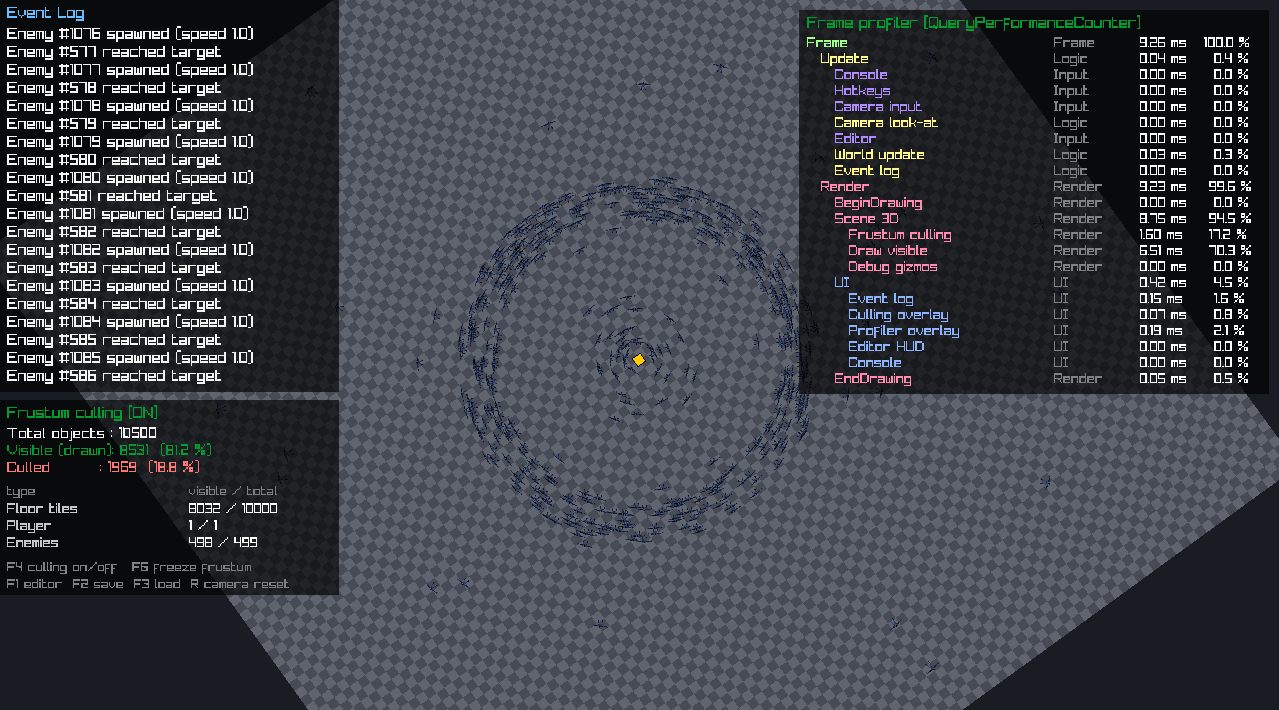 Event Log
Enemy #1076 spawned (speed 1.0)
Enemy #577 reached target
Enemy #1077 spawned (speed 1.0)
Enemy #578 reached target
Enemy #1078 spawned (speed 1.0)
Enemy #579 reached target
Enemy #1079 spawned (speed 1.0)
Enemy #580 reached target
Enemy #1080 spawned (speed 1.0)
Enemy #581 reached target
Enemy #1081 spawned (speed 1.0)
Enemy #582 reached target
Enemy #1082 spawned (speed 1.0)
Enemy #583 reached target
Enemy #1083 spawned (speed 1.0)
Enemy #584 reached target
Enemy #1084 spawned (speed 1.0)
Enemy #585 reached target
Enemy #1085 spawned (speed 1.0)
Enemy #586 reached target
Frustum culling [ON]
Total objects : 10500
Visible (drawn): 8531 (81.2 %)
Culled : 1969 (18.8 %)
type visible / total
Floor tiles 8032 / 10000
Player 1 / 1
Enemies 498 / 499
F4 culling on/off F6 freeze frustum
F1 editor F2 save F3 load R camera reset
Frame profiler [QueryPerformanceCounter]
Frame Frame 9.26 ms 100.0 %
Update Logic 0.04 ms 0.4 %
Console Input 0.00 ms 0.0 %
Hotkeys Input 0.00 ms 0.0 %
Camera input Input 0.00 ms 0.0 %
Camera look-at Logic 0.00 ms 0.0 %
Editor Input 0.00 ms 0.0 %
World update Logic 0.03 ms 0.3 %
Event log Logic 0.00 ms 0.0 %
Render Render 9.23 ms 99.6 %
BeginDrawing Render 0.00 ms 0.0 %
Scene 3D Render 8.75 ms 94.5 %
Frustum culling Render 1.60 ms 17.2 %
Draw visible Render 6.51 ms 70.3 %
Debug gizmos Render 0.00 ms 0.0 %
UI UI 0.42 ms 4.5 %
Event log UI 0.15 ms 1.6 %
Culling overlay UI 0.07 ms 0.8 %
Profiler overlay UI 0.19 ms 2.1 %
Editor HUD UI 0.00 ms 0.0 %
Console UI 0.00 ms 0.0 %
EndDrawing Render 0.05 ms 0.5 %